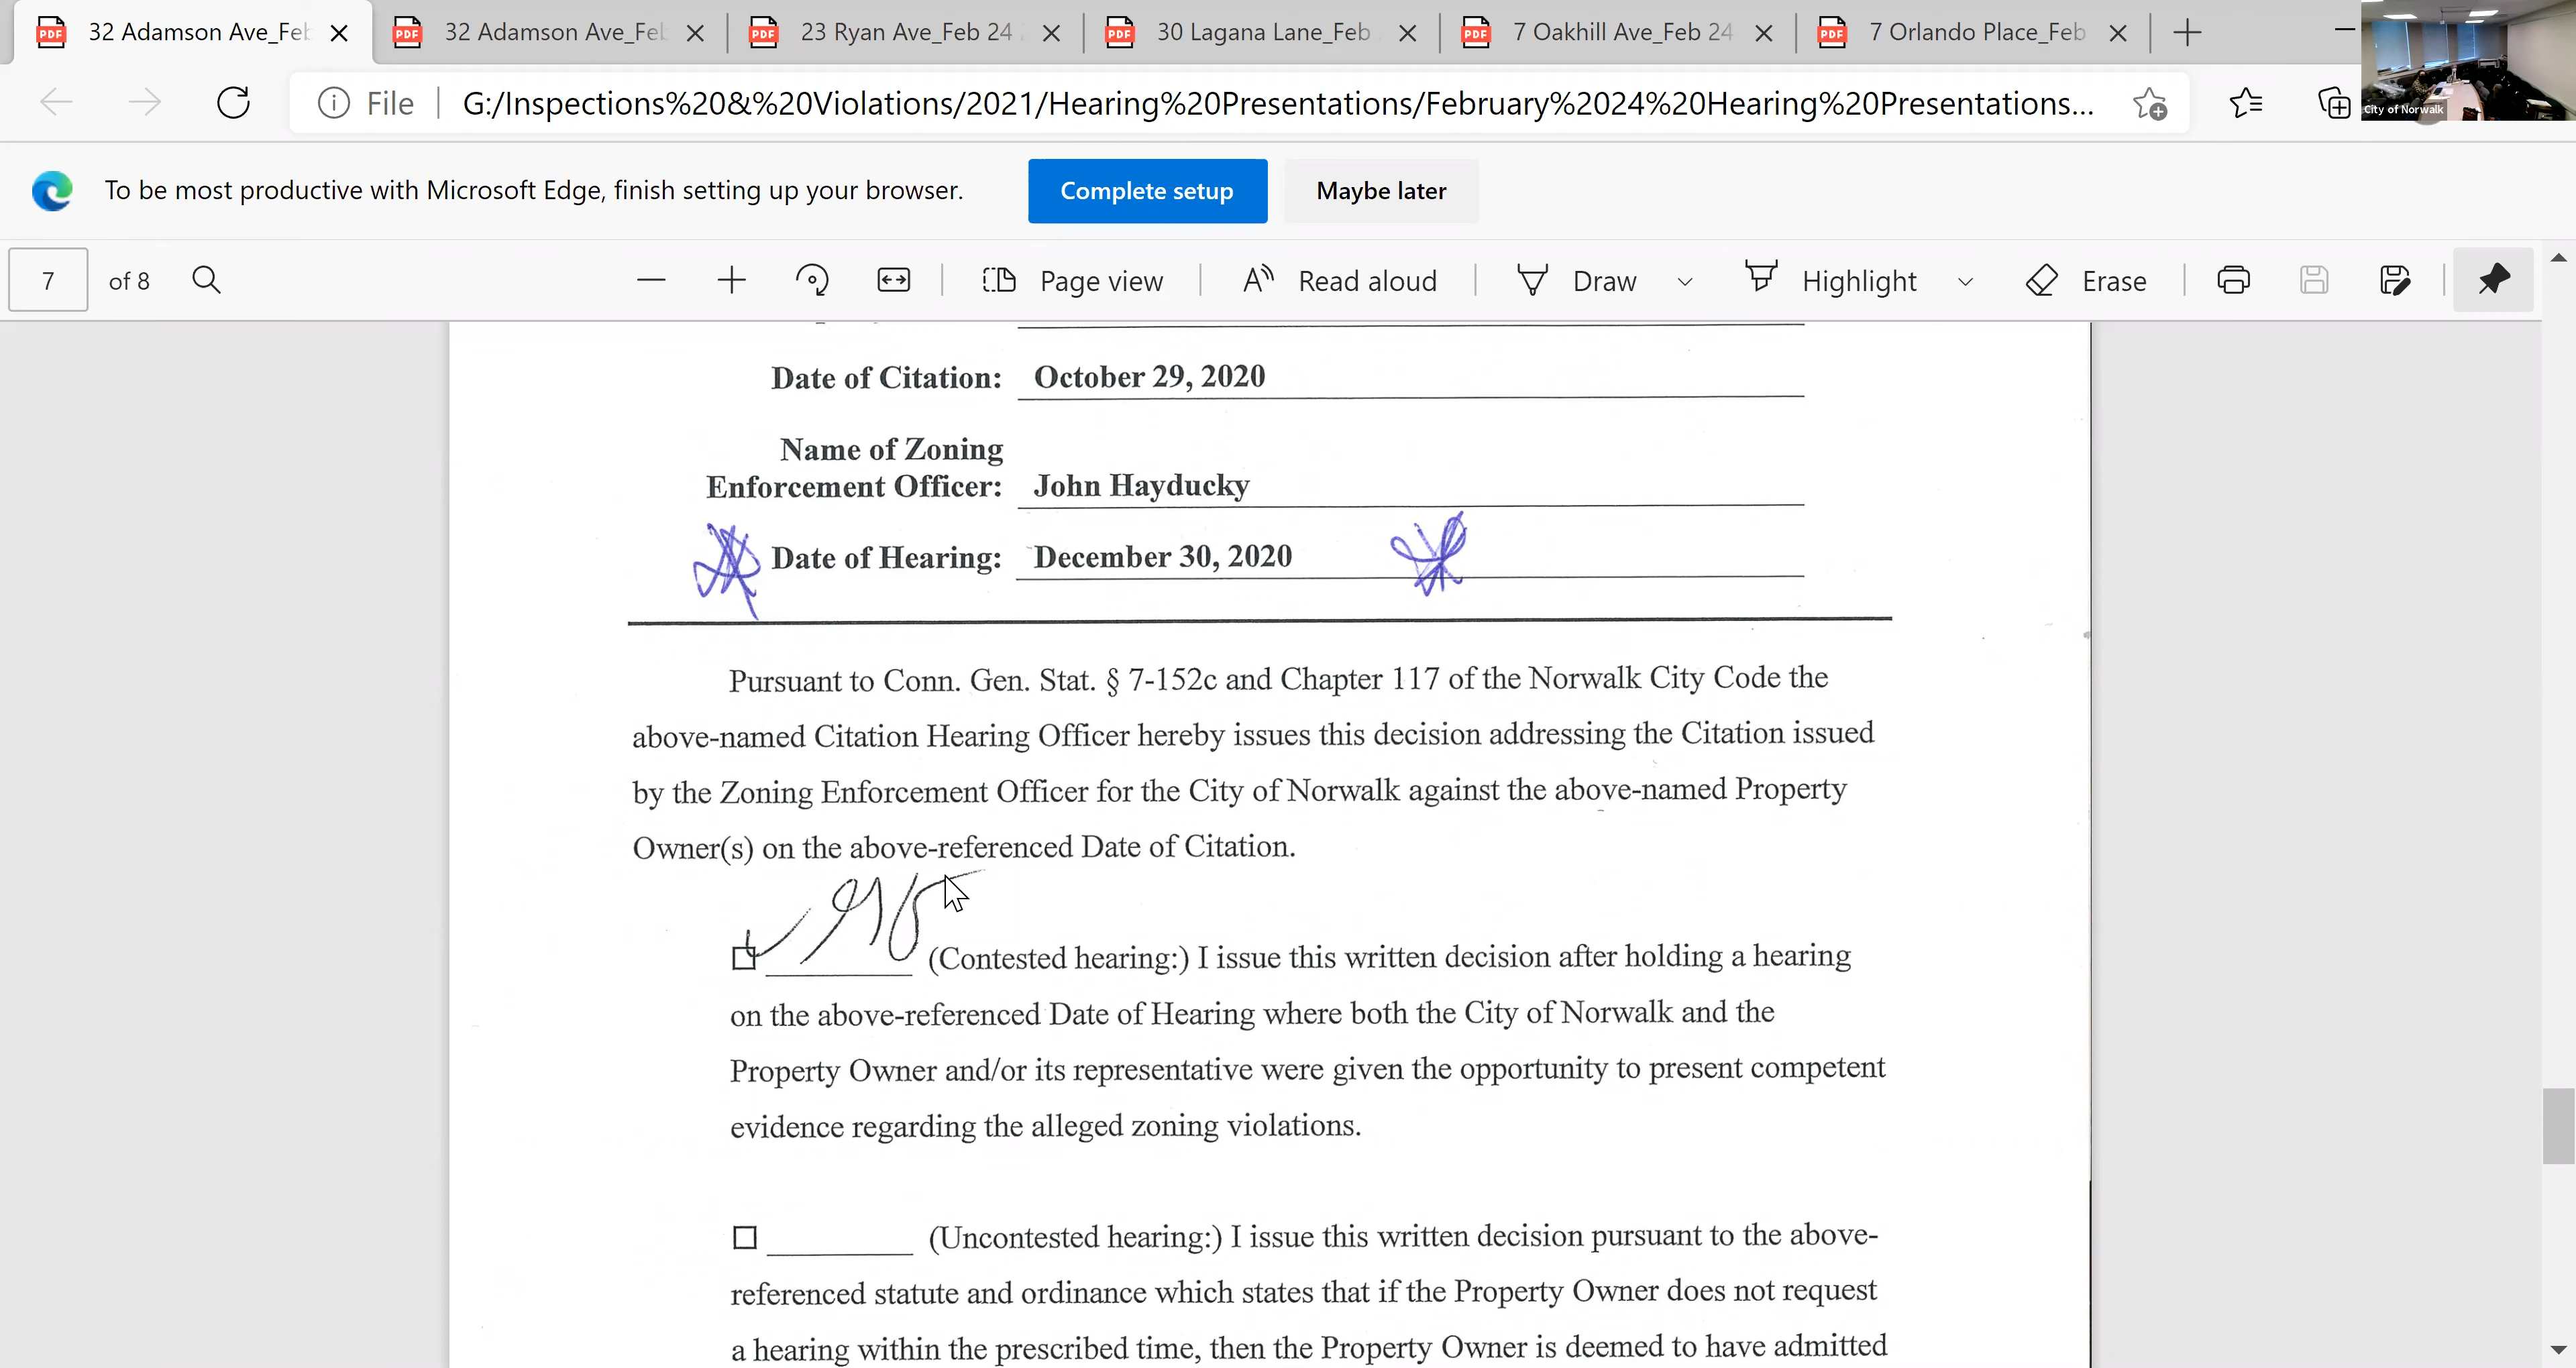 32 Adamson Ave_Feb
32 Adamson Ave_Feb
23 Ryan Ave_Feb 24
30 Lagana Lane_Feb
7 Oakhill Ave_Feb 24
7 Orlando Place_Feb
City of Norwalk
File
G:/Inspections%20&%20Violations/2021/Hearing%20Presentations/February%2024%20Hearing%20Presentations...
To be most productive with Microsoft Edge, finish setting up your browser.
Complete setup
Maybe later
7 of 8
Page view
Read aloud
Draw
Highlight
Erase
Date of Citation: October 29, 2020
Name of Zoning
Enforcement Officer: John Hayducky
Date of Hearing: December 30, 2020
Pursuant to Conn. Gen. Stat. § 7-152c and Chapter 117 of the Norwalk City Code the
above-named Citation Hearing Officer hereby issues this decision addressing the Citation issued
by the Zoning Enforcement Officer for the City of Norwalk against the above-named Property
Owner(s) on the above-referenced Date of Citation.
(Contested hearing:) I issue this written decision after holding a hearing
on the above-referenced Date of Hearing where both the City of Norwalk and the
Property Owner and/or its representative were given the opportunity to present competent
evidence regarding the alleged zoning violations.
(Uncontested hearing:) I issue this written decision pursuant to the above-
referenced statute and ordinance which states that if the Property Owner does not request
a hearing within the prescribed time, then the Property Owner is deemed to have admitted